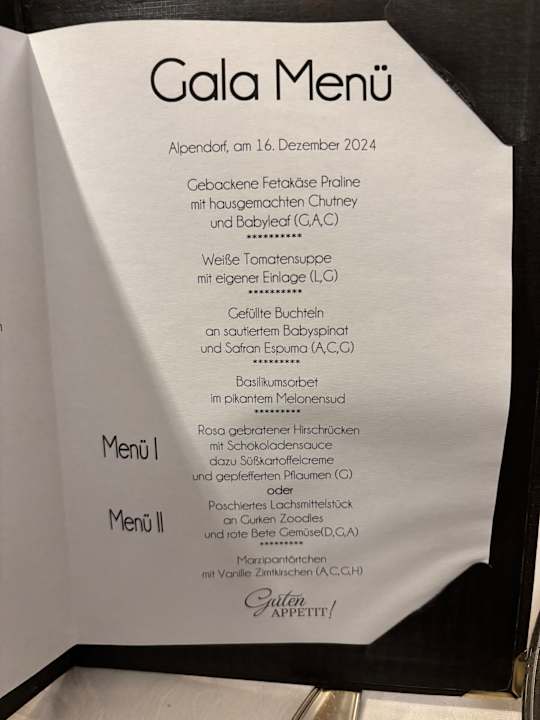 Gala Menü
Alpendorf, am 16. Dezember 2024
Gebackene Fetakäse Praline
mit hausgemachten Chutney
und Babyleaf (G,A,C)
**********
Weiße Tomatensuppe
mit eigener Einlage (L,G)
**********
Gefüllte Buchteln
an sautiertem Babyspinat
und Safran Espuma (A,C,G)
*********
Basilikumsorbet
im pikantem Melonensud
*********
Menü I
Rosa gebratener Hirschrücken
mit Schokoladensauce
dazu Süßkartoffelcreme
und gepfefferten Pflaumen (G)
oder
Menü II
Poschiertes Lachsmittelstück
an Gurken Zoodles
und rote Bete Gemüse(D,G,A)
*********
Marzipantörtchen
mit Vanille Zimtkirschen (A,C,G,H)
Guten
APPETIT!